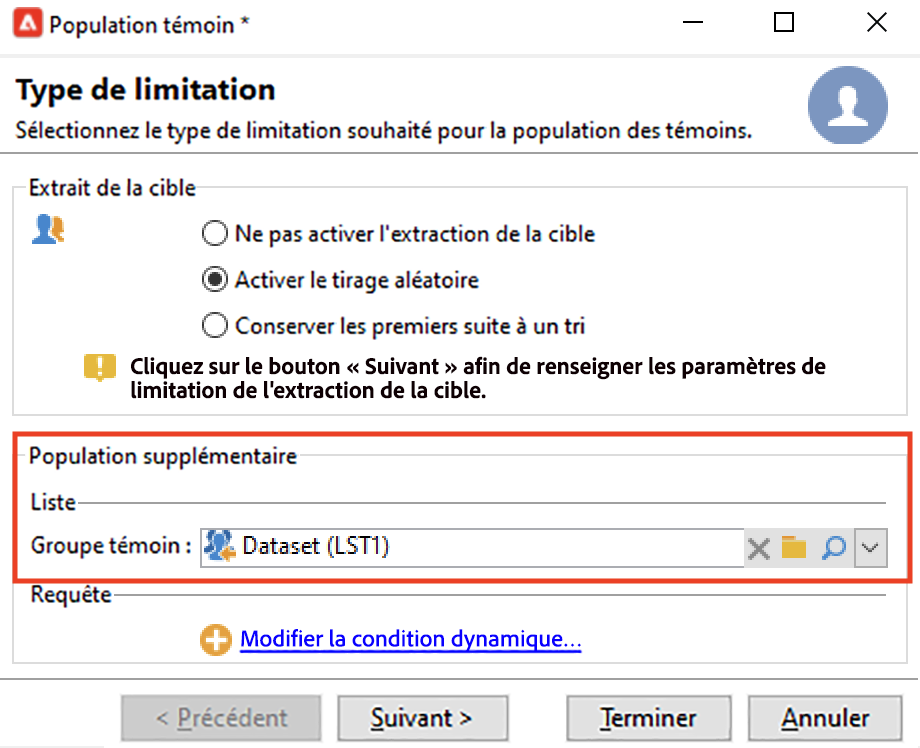 Population témoin *
Type de limitation
Sélectionnez le type de limitation souhaité pour la population des témoins.
Extrait de la cible
Ne pas activer l'extraction de la cible
Activer le tirage aléatoire
Conserver les premiers suite à un tri
Cliquez sur le bouton « Suivant » afin de renseigner les paramètres de
limitation de l'extraction de la cible.
Population supplémentaire
Liste
Groupe témoin : Dataset (LST1)
Requête
Modifier la condition dynamique...
< Précédent Suivant > Terminer Annuler